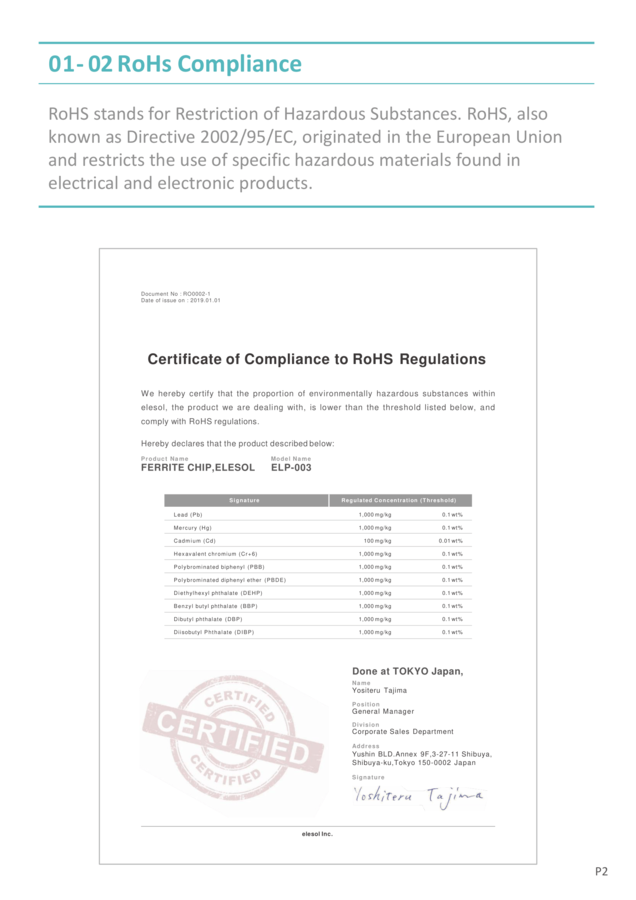 01- 02 RoHs Compliance
RoHS stands for Restriction of Hazardous Substances. RoHS, also
known as Directive 2002/95/EC, originated in the European Union
and restricts the use of specific hazardous materials found in
electrical and electronic products.
Document No : RO000Z-1
Date of issue on : 2019.01.01
Certificate of Compliance to RoHS Regulations
We hereby certify that the proportion of environmentally hazardous substances within
elesol, the product we are dealing with, is lower than the threshold listed below, and
comply with RoHS regulations.
Hereby declares that the product described below:
Product Name Model Name
FERRITE CHIP,ELESOL ELP-003
Signature Regulated Concentration (Threshold)
Lead (Pb) 1,000 mg/kg 0.1 wt%
Mercury (Hg) 1,000 mg/kg 0.1 wt%
Cadmium (Cd) 100 mg/kg 0.01 wt%
Hexavalent chromium (Cr+6) 1,000 mg/kg 0.1 wt%
Polybrominated biphenyl (PBB) 1,000 mg/kg 0.1 wt%
Polybrominated diphenyl ether (PBDE) 1,000 mg/kg 0.1 wt%
Diethylhexyl phthalate (DEHP) 1,000 mg/kg 0.1 wt%
Benzyl butyl phthalate (BBP) 1,000 mg/kg 0.1 wt%
Dibutyl phthalate (DBP) 1,000 mg/kg 0.1 wt%
Diisobutyl Phthalate (DIBP) 1,000 mg/kg 0.1 wt%
CERTIFIED
CERTIFIED
CERTIFIED
Done at TOKYO Japan,
Name
Yositeru Tajima
Position
General Manager
Division
Corporate Sales Department
Address
Yushin BLD.Annex 9F,3-27-11 Shibuya,
Shibuya-ku,Tokyo 150-0002 Japan
Signature
Yoshiteru Tajima
elesol Inc.
P2